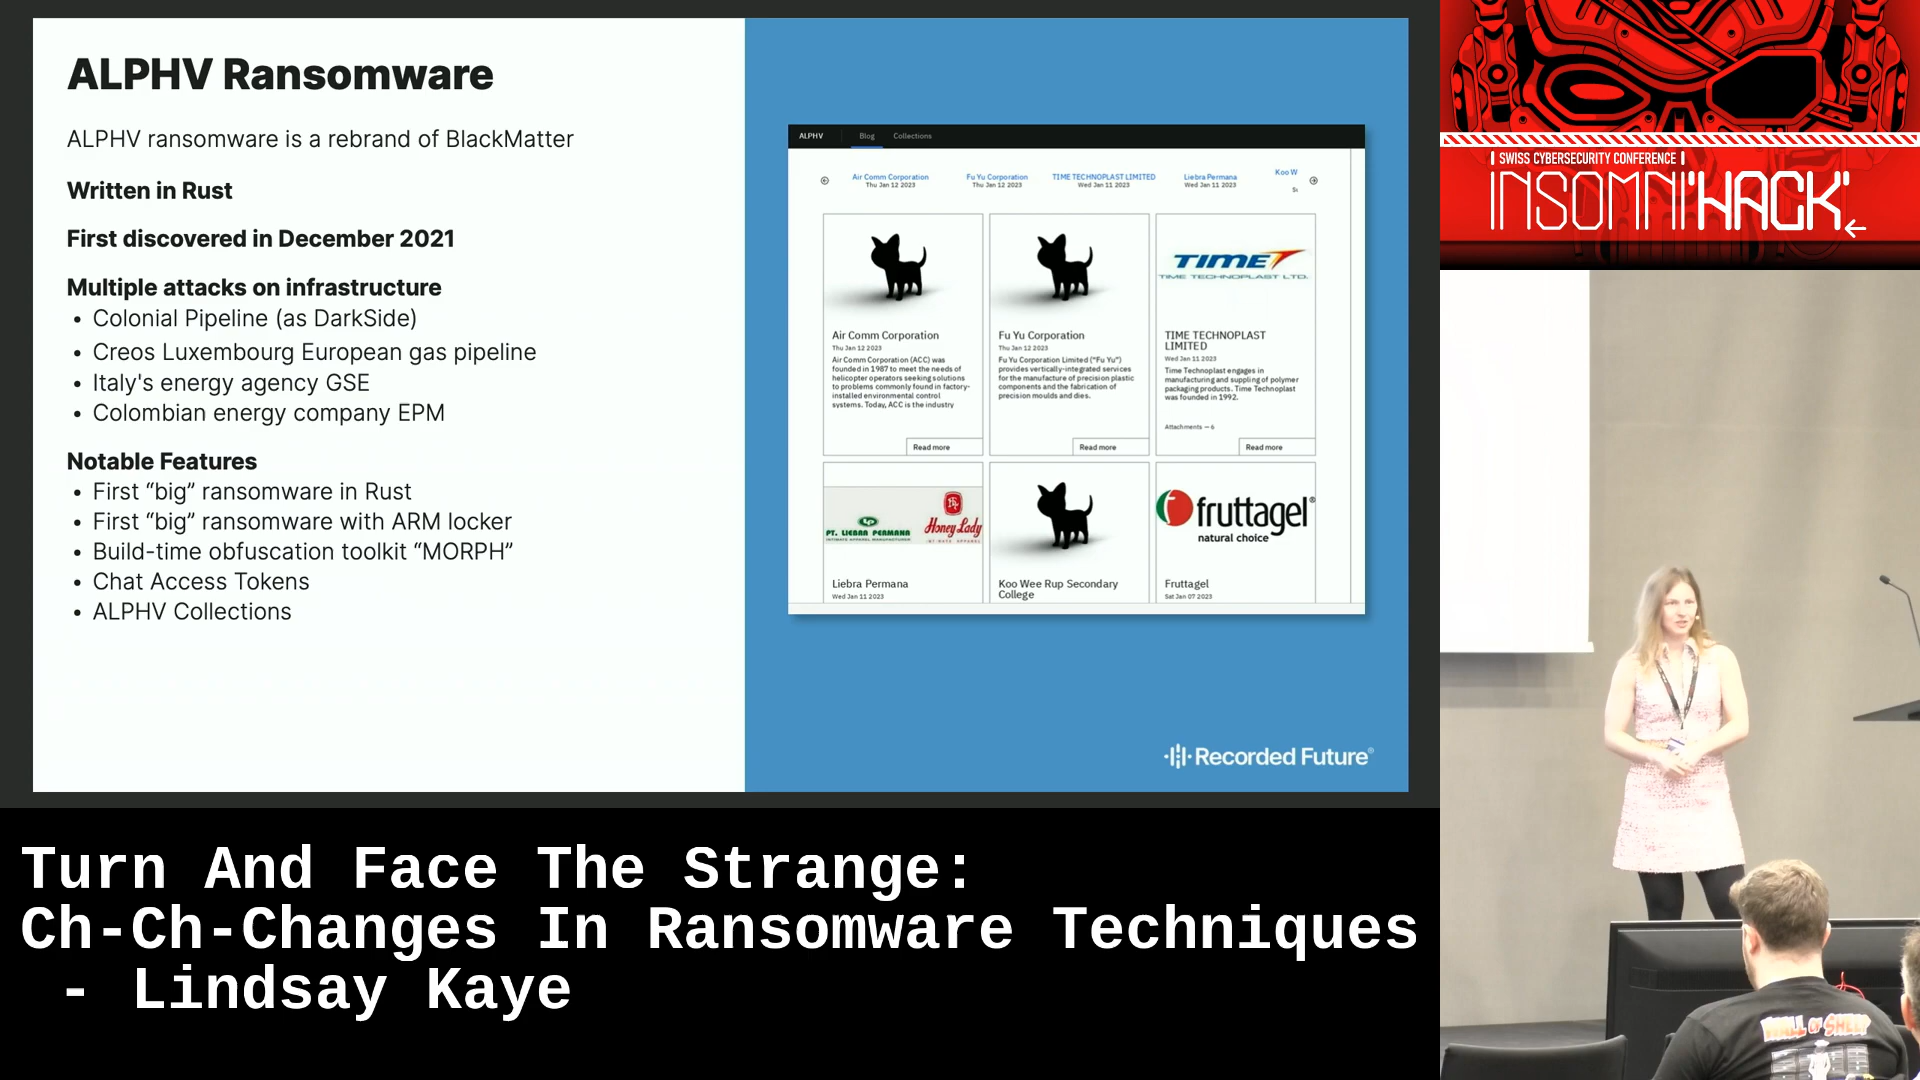 ALPHV Ransomware
ALPHV ransomware is a rebrand of BlackMatter
Written in Rust
First discovered in December 2021
Multiple attacks on infrastructure
• Colonial Pipeline (as DarkSide)
• Creos Luxembourg European gas pipeline
• Italy's energy agency GSE
• Colombian energy company EPM
Notable Features
• First “big” ransomware in Rust
• First “big” ransomware with ARM locker
• Build-time obfuscation toolkit “MORPH”
• Chat Access Tokens
• ALPHV Collections
ALPHV Blog Collections
Air Comm Corporation
Thu Jan 12 2023
Fu Yu Corporation
Thu Jan 12 2023
TIME TECHNOPLAST LIMITED
Wed Jan 11 2023
Liebra Permana
Wed Jan 11 2023
Koo W
Air Comm Corporation
Thu Jan 12 2023
Air Comm Corporation (ACC) was
founded in 1987 to meet the needs of
helicopter operators seeking solutions
to problems commonly found in factory-
installed environmental control
systems. Today, ACC is the industry
Read more
Fu Yu Corporation
Thu Jan 12 2023
Fu Yu Corporation Limited ("Fu Yu")
provides vertically-integrated services
for the manufacture of precision plastic
components and the fabrication of
precision moulds and dies.
Read more
TIME
TIME TECHNOPLAST LTD.
TIME TECHNOPLAST
LIMITED
Wed Jan 11 2023
Time Technoplast engages in
manufacturing and suppling of polymer
packaging products. Time Technoplast
was founded in 1992.
Attachments — 6
Read more
PT. LIEBRA PERMANA
Honey Lady
Liebra Permana
Wed Jan 11 2023
Koo Wee Rup Secondary
College
fruttagel®
natural choice
Fruttagel
Sat Jan 07 2023
Recorded Future®
SWISS CYBERSECURITY CONFERENCE
INSOMNI'HACK
WALL OF SHEEP
Turn And Face The Strange:
Ch-Ch-Changes In Ransomware Techniques
- Lindsay Kaye